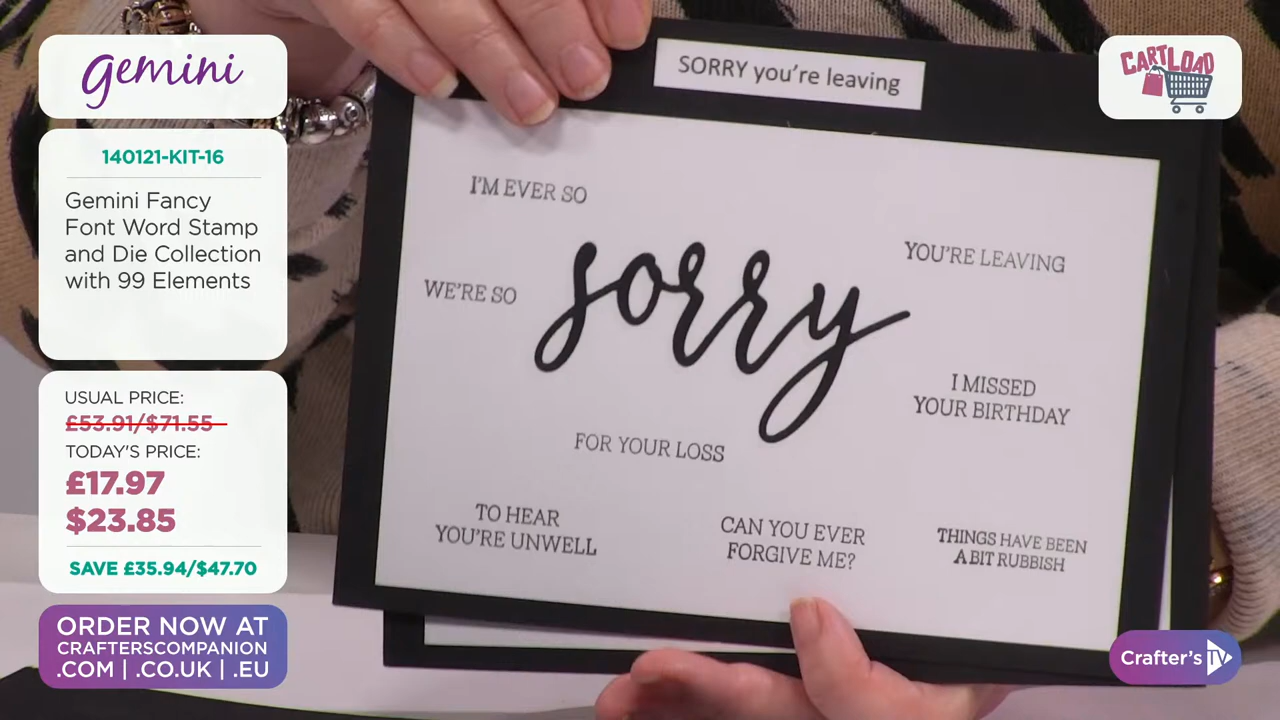 gemini
140121-KIT-16
Gemini Fancy
Font Word Stamp
and Die Collection
with 99 Elements
USUAL PRICE:
£53.91/$71.55
TODAY'S PRICE:
£17.97
$23.85
SAVE £35.94/$47.70
ORDER NOW AT
CRAFTERSCOMPANION
.COM | .CO.UK | .EU
SORRY you're leaving
I'M EVER SO
WE'RE SO
sorry
YOU'RE LEAVING
I MISSED
YOUR BIRTHDAY
FOR YOUR LOSS
TO HEAR
YOU'RE UNWELL
CAN YOU EVER
FORGIVE ME?
THINGS HAVE BEEN
A BIT RUBBISH
CARTLOAD
Crafter's TV